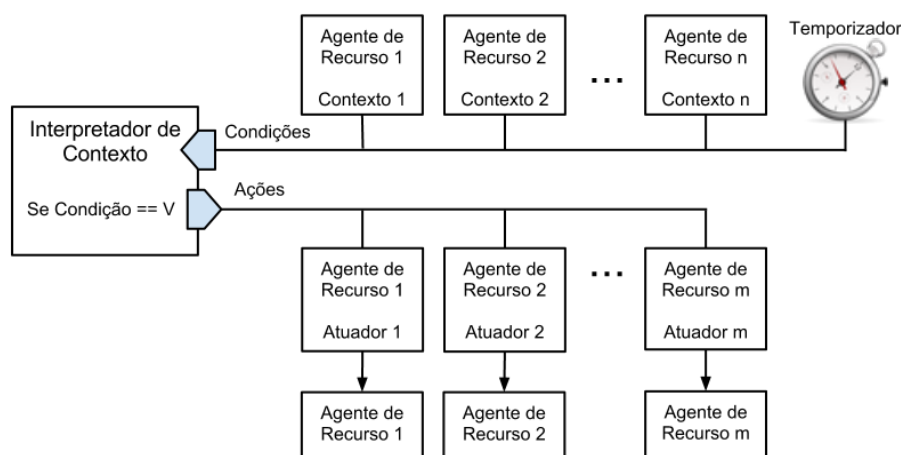 Agente de
Recurso 1
Contexto 1
Agente de
Recurso 2
Contexto 2
...
Agente de
Recurso n
Contexto n
Temporizador
Interpretador de
Contexto
Se Condição == V
Condições
Ações
Agente de
Recurso 1
Atuador 1
Agente de
Recurso 2
Atuador 2
...
Agente de
Recurso m
Atuador m
Agente de
Recurso 1
Agente de
Recurso 2
Agente de
Recurso m